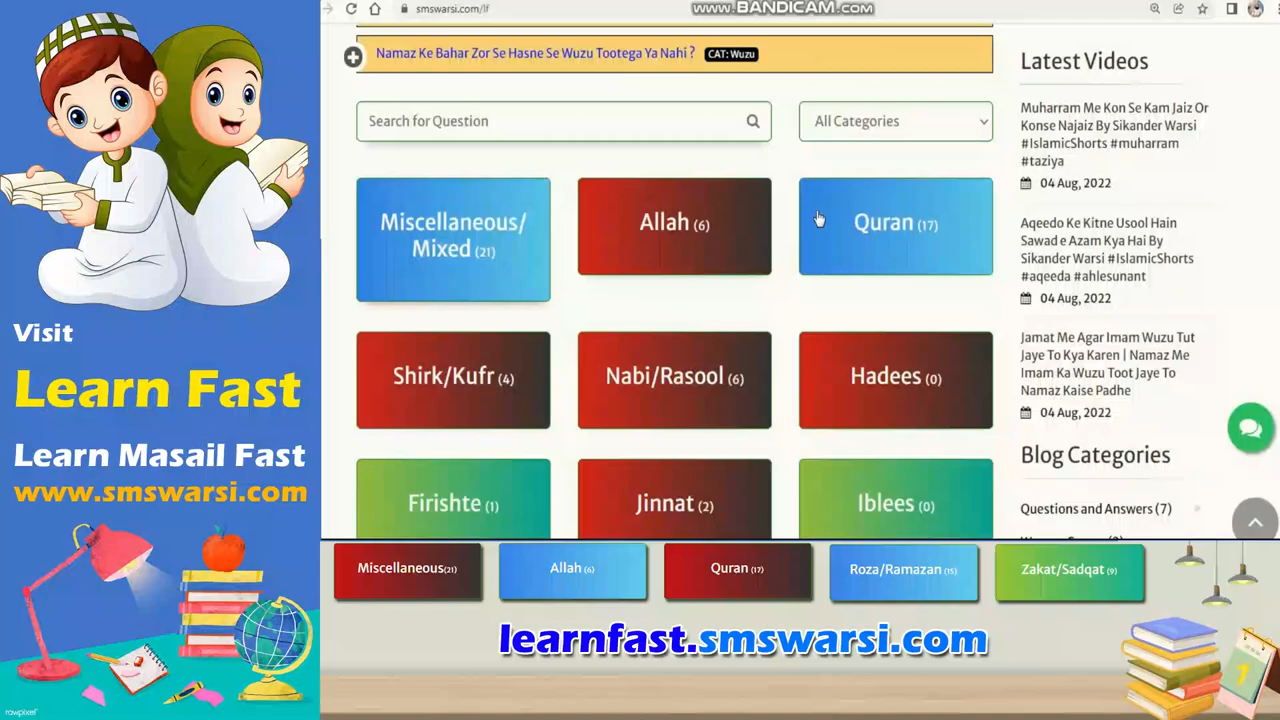 smswarsi.com/lf
www.BANDICAM.com
Namaz Ke Bahar Zor Se Hasne Se Wuzu Tootega Ya Nahi ? CAT: Wuzu
Search for Question
All Categories
Miscellaneous/
Mixed (21)
Allah (6)
Quran (17)
Shirk/Kufr (4)
Nabi/Rasool (6)
Hadees (0)
Firishte (1)
Jinnat (2)
Iblees (0)
Latest Videos
Muharram Me Kon Se Kam Jaiz Or
Konse Najaiz By Sikander Warsi
#IslamicShorts #muharram
#taziya
04 Aug, 2022
Aqeedo Ke Kitne Usool Hain
Sawad e Azam Kya Hai By
Sikander Warsi #IslamicShorts
#aqeeda #ahlesunant
04 Aug, 2022
Jamat Me Agar Imam Wuzu Tut
Jaye To Kya Karen | Namaz Me
Imam Ka Wuzu Toot Jaye To
Namaz Kaise Padhe
04 Aug, 2022
Blog Categories
Questions and Answers (7)
Visit
Learn Fast
Learn Masail Fast
www.smswarsi.com
rawpixel
Miscellaneous(21)
Allah (6)
Quran (17)
Roza/Ramazan (15)
Zakat/Sadqat (9)
learnfast.smswarsi.com